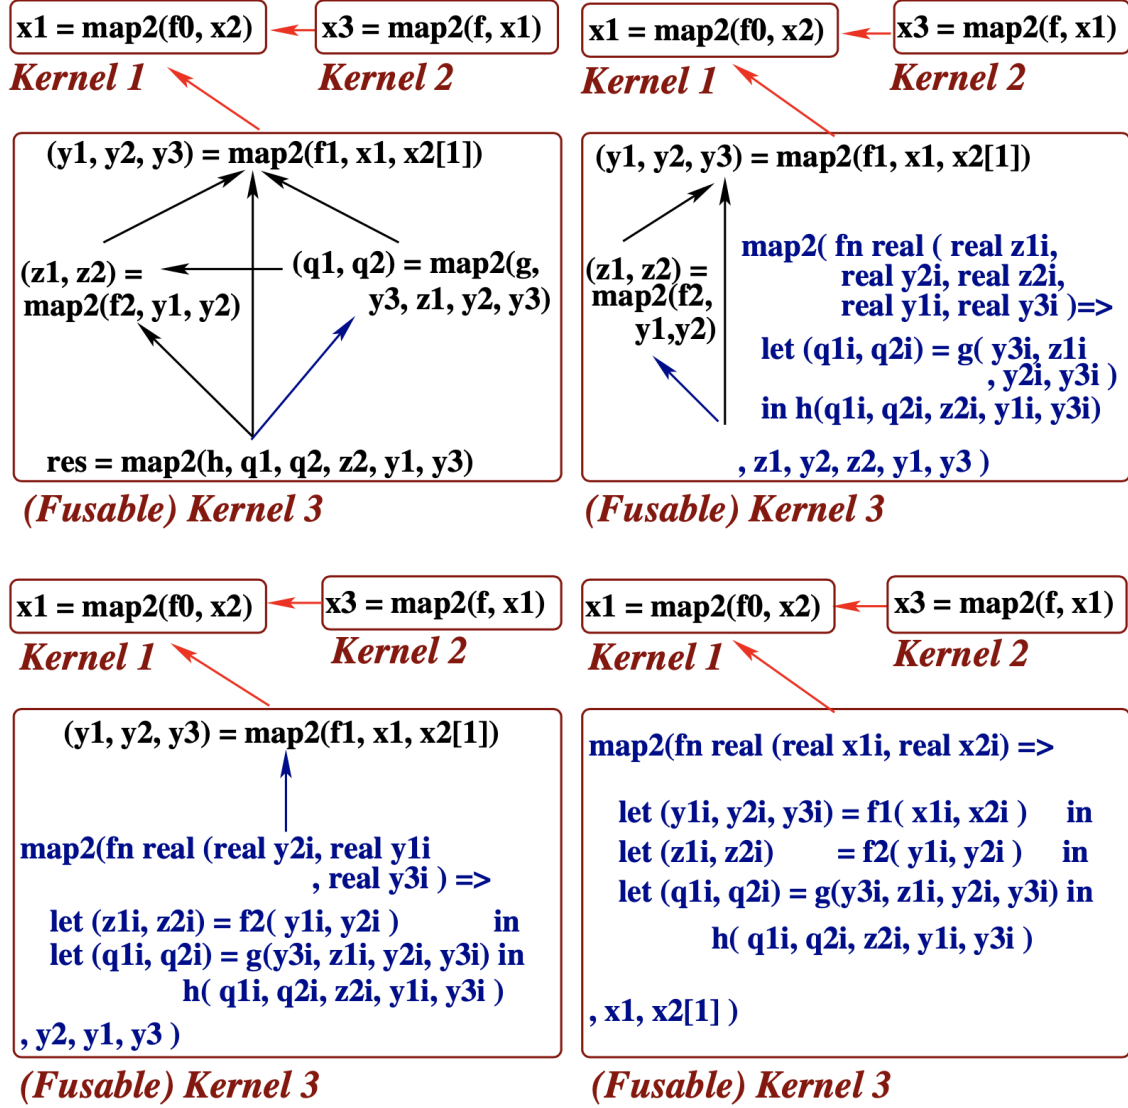 x1 = map2(f0, x2)
x3 = map2(f, x1)
Kernel 1
Kernel 2
(y1, y2, y3) = map2(f1, x1, x2[1])
(z1, z2) =
map2(f2, y1, y2)
(q1, q2) = map2(g,
y3, z1, y2, y3)
res = map2(h, q1, q2, z2, y1, y3)
(Fusable) Kernel 3
x1 = map2(f0, x2)
x3 = map2(f, x1)
Kernel 1
Kernel 2
(y1, y2, y3) = map2(f1, x1, x2[1])
(z1, z2) =
map2(f2,
y1,y2)
map2( fn real ( real z1i,
real y2i, real z2i,
real y1i, real y3i )=>
let (q1i, q2i) = g( y3i, z1i
, y2i, y3i )
in h(q1i, q2i, z2i, y1i, y3i)
, z1, y2, z2, y1, y3 )
(Fusable) Kernel 3
x1 = map2(f0, x2)
x3 = map2(f, x1)
Kernel 1
Kernel 2
(y1, y2, y3) = map2(f1, x1, x2[1])
map2(fn real (real y2i, real y1i
, real y3i ) =>
let (z1i, z2i) = f2( y1i, y2i ) in
let (q1i, q2i) = g(y3i, z1i, y2i, y3i) in
h( q1i, q2i, z2i, y1i, y3i )
, y2, y1, y3 )
(Fusable) Kernel 3
x1 = map2(f0, x2)
x3 = map2(f, x1)
Kernel 1
Kernel 2
map2(fn real (real x1i, real x2i) =>
let (y1i, y2i, y3i) = f1( x1i, x2i ) in
let (z1i, z2i) = f2( y1i, y2i ) in
let (q1i, q2i) = g(y3i, z1i, y2i, y3i) in
h( q1i, q2i, z2i, y1i, y3i )
, x1, x2[1] )
(Fusable) Kernel 3